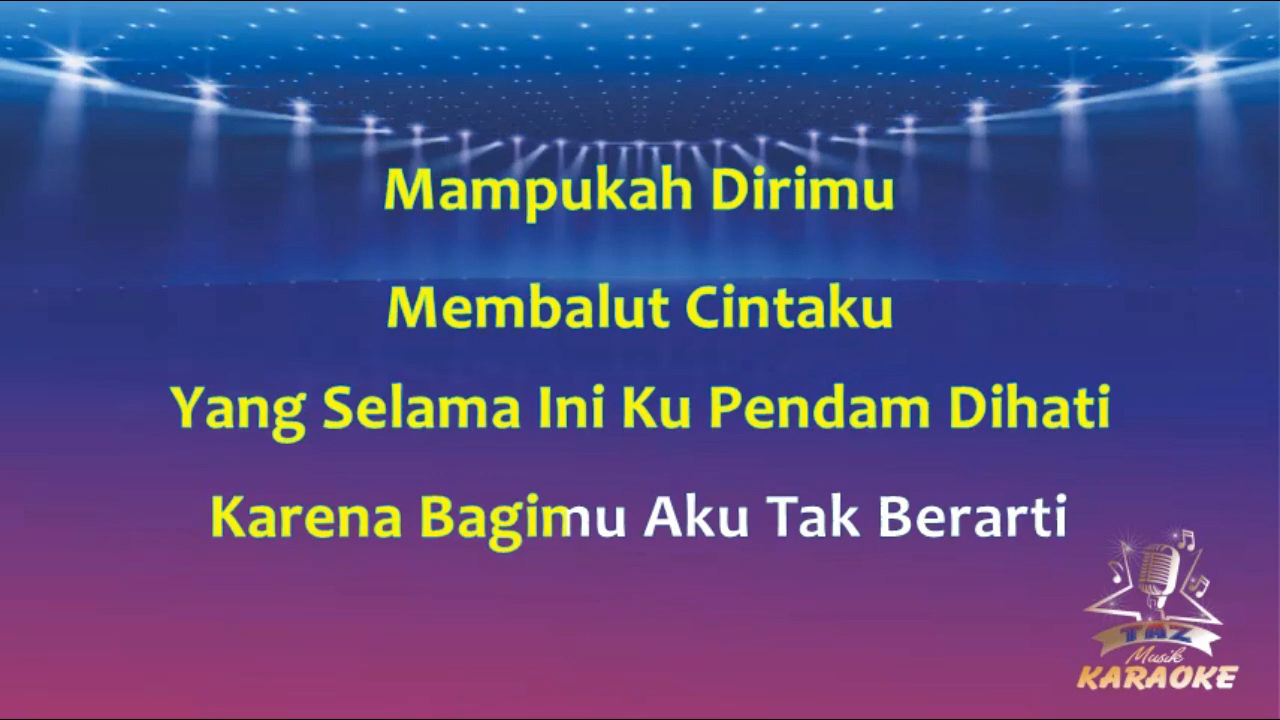 Mampukah Dirimu
Membalut Cintaku
Yang Selama Ini Ku Pendam Dihati
Karena Bagimu Aku Tak Berarti
TAZ
Musik
KARAOKE